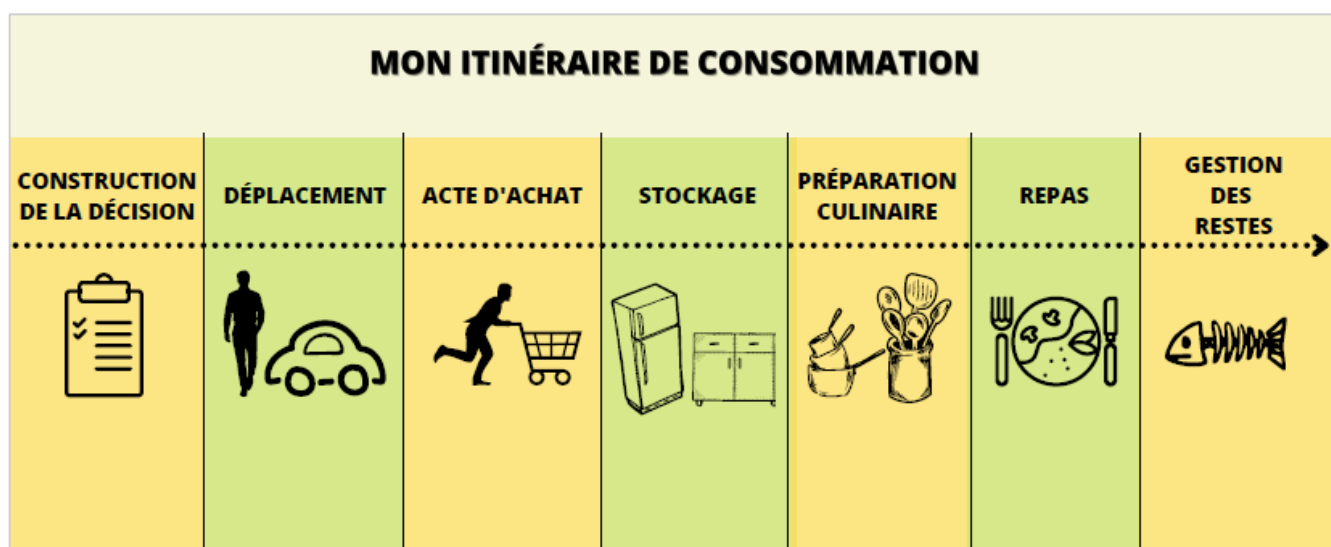 MON ITINÉRAIRE DE CONSOMMATION
CONSTRUCTION
DE LA DÉCISION
DÉPLACEMENT
ACTE D'ACHAT
STOCKAGE
PRÉPARATION
CULINAIRE
REPAS
GESTION
DES
RESTES